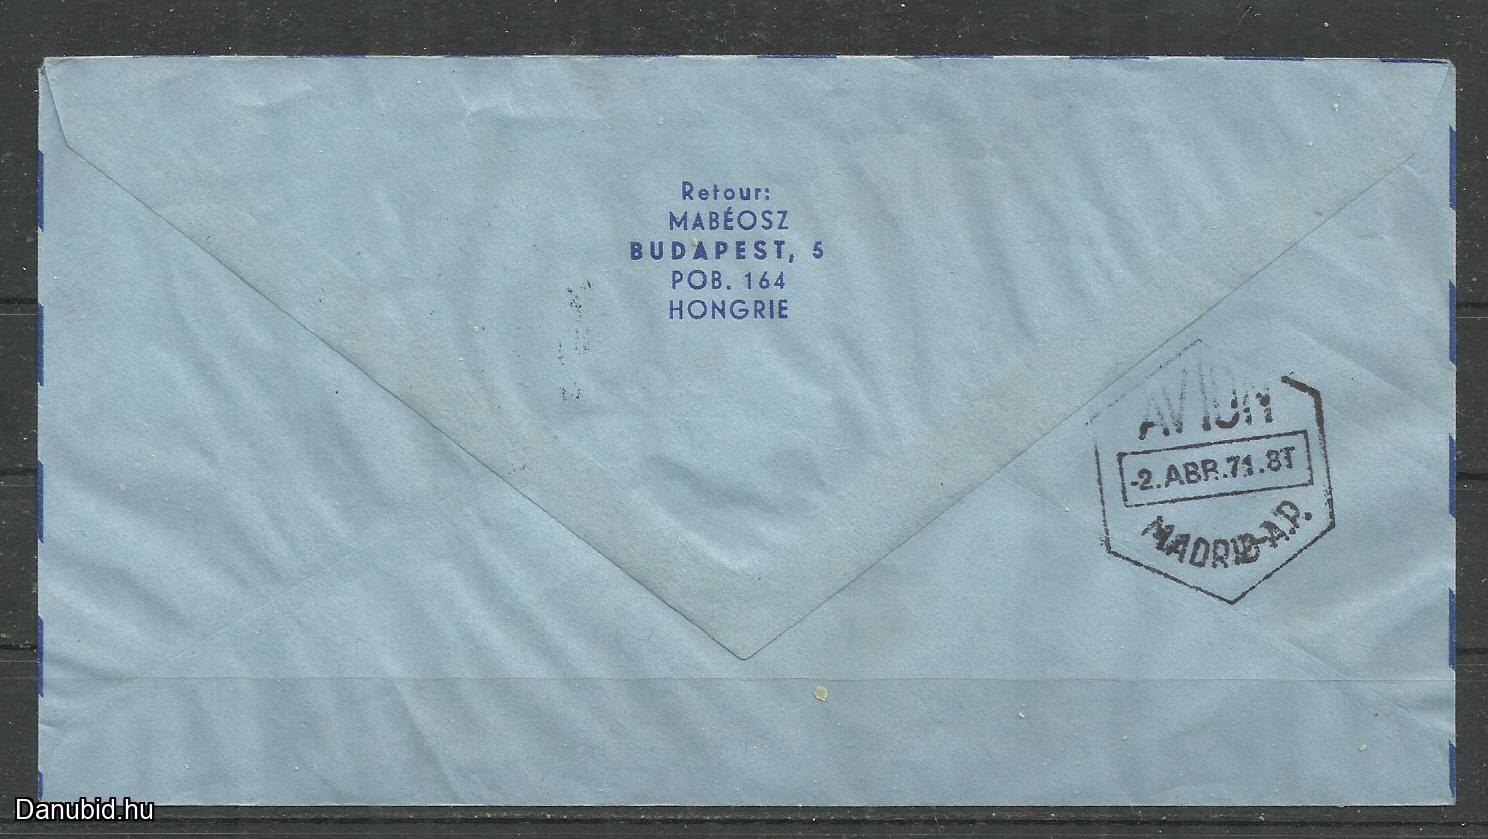 Retour:
MABÉOSZ
BUDAPEST, 5
POB. 164
HONGRIE
AVION
-2.ABR.71.8T
MADRID-A.P.
Danubid.hu